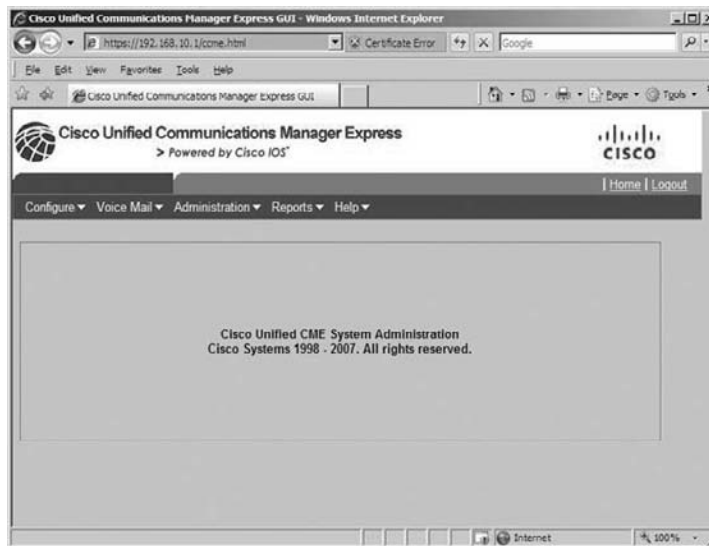 Cisco Unified Communications Manager Express GUI - Windows Internet Explorer
https://192.168.10.1/ccme.html
Certificate Error
Google
File Edit View Favorites Tools Help
Cisco Unified Communications Manager Express GUI
Page
Tools
Cisco Unified Communications Manager Express
> Powered by Cisco IOS
CISCO
| Home | Logout
Configure Voice Mail Administration Reports Help
Cisco Unified CME System Administration
Cisco Systems 1998 - 2007. All rights reserved.
Internet
100%